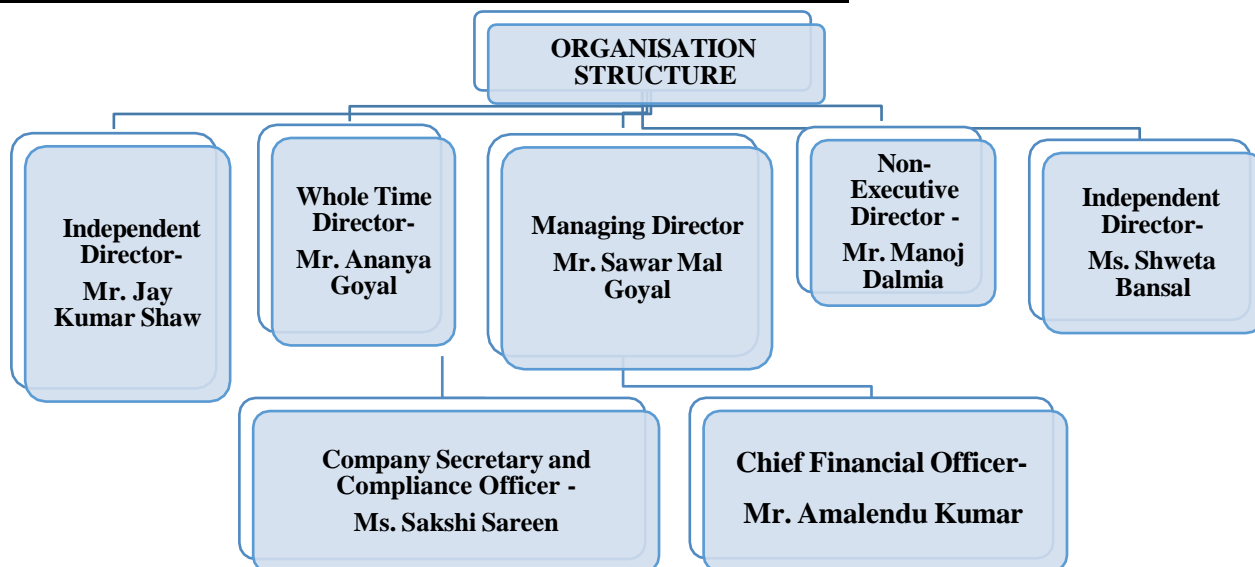 ORGANISATION
STRUCTURE
Independent
Director-
Mr. Jay
Kumar Shaw
Whole Time
Director-
Mr. Ananya
Goyal
Managing Director
Mr. Sawar Mal
Goyal
Non-
Executive
Director -
Mr. Manoj
Dalmia
Independent
Director-
Ms. Shweta
Bansal
Company Secretary and
Compliance Officer -
Ms. Sakshi Sareen
Chief Financial Officer-
Mr. Amalendu Kumar